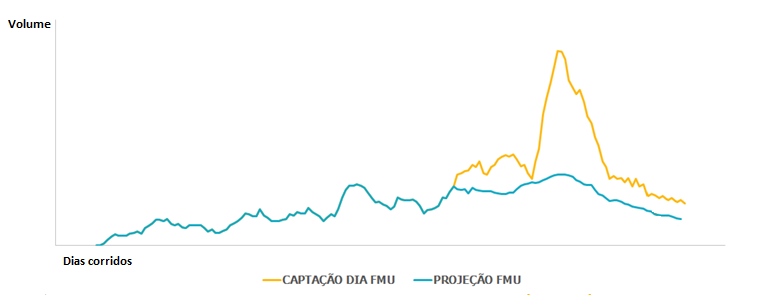 Volume
Dias corridos
CAPTAÇÃO DIA FMU
PROJEÇÃO FMU